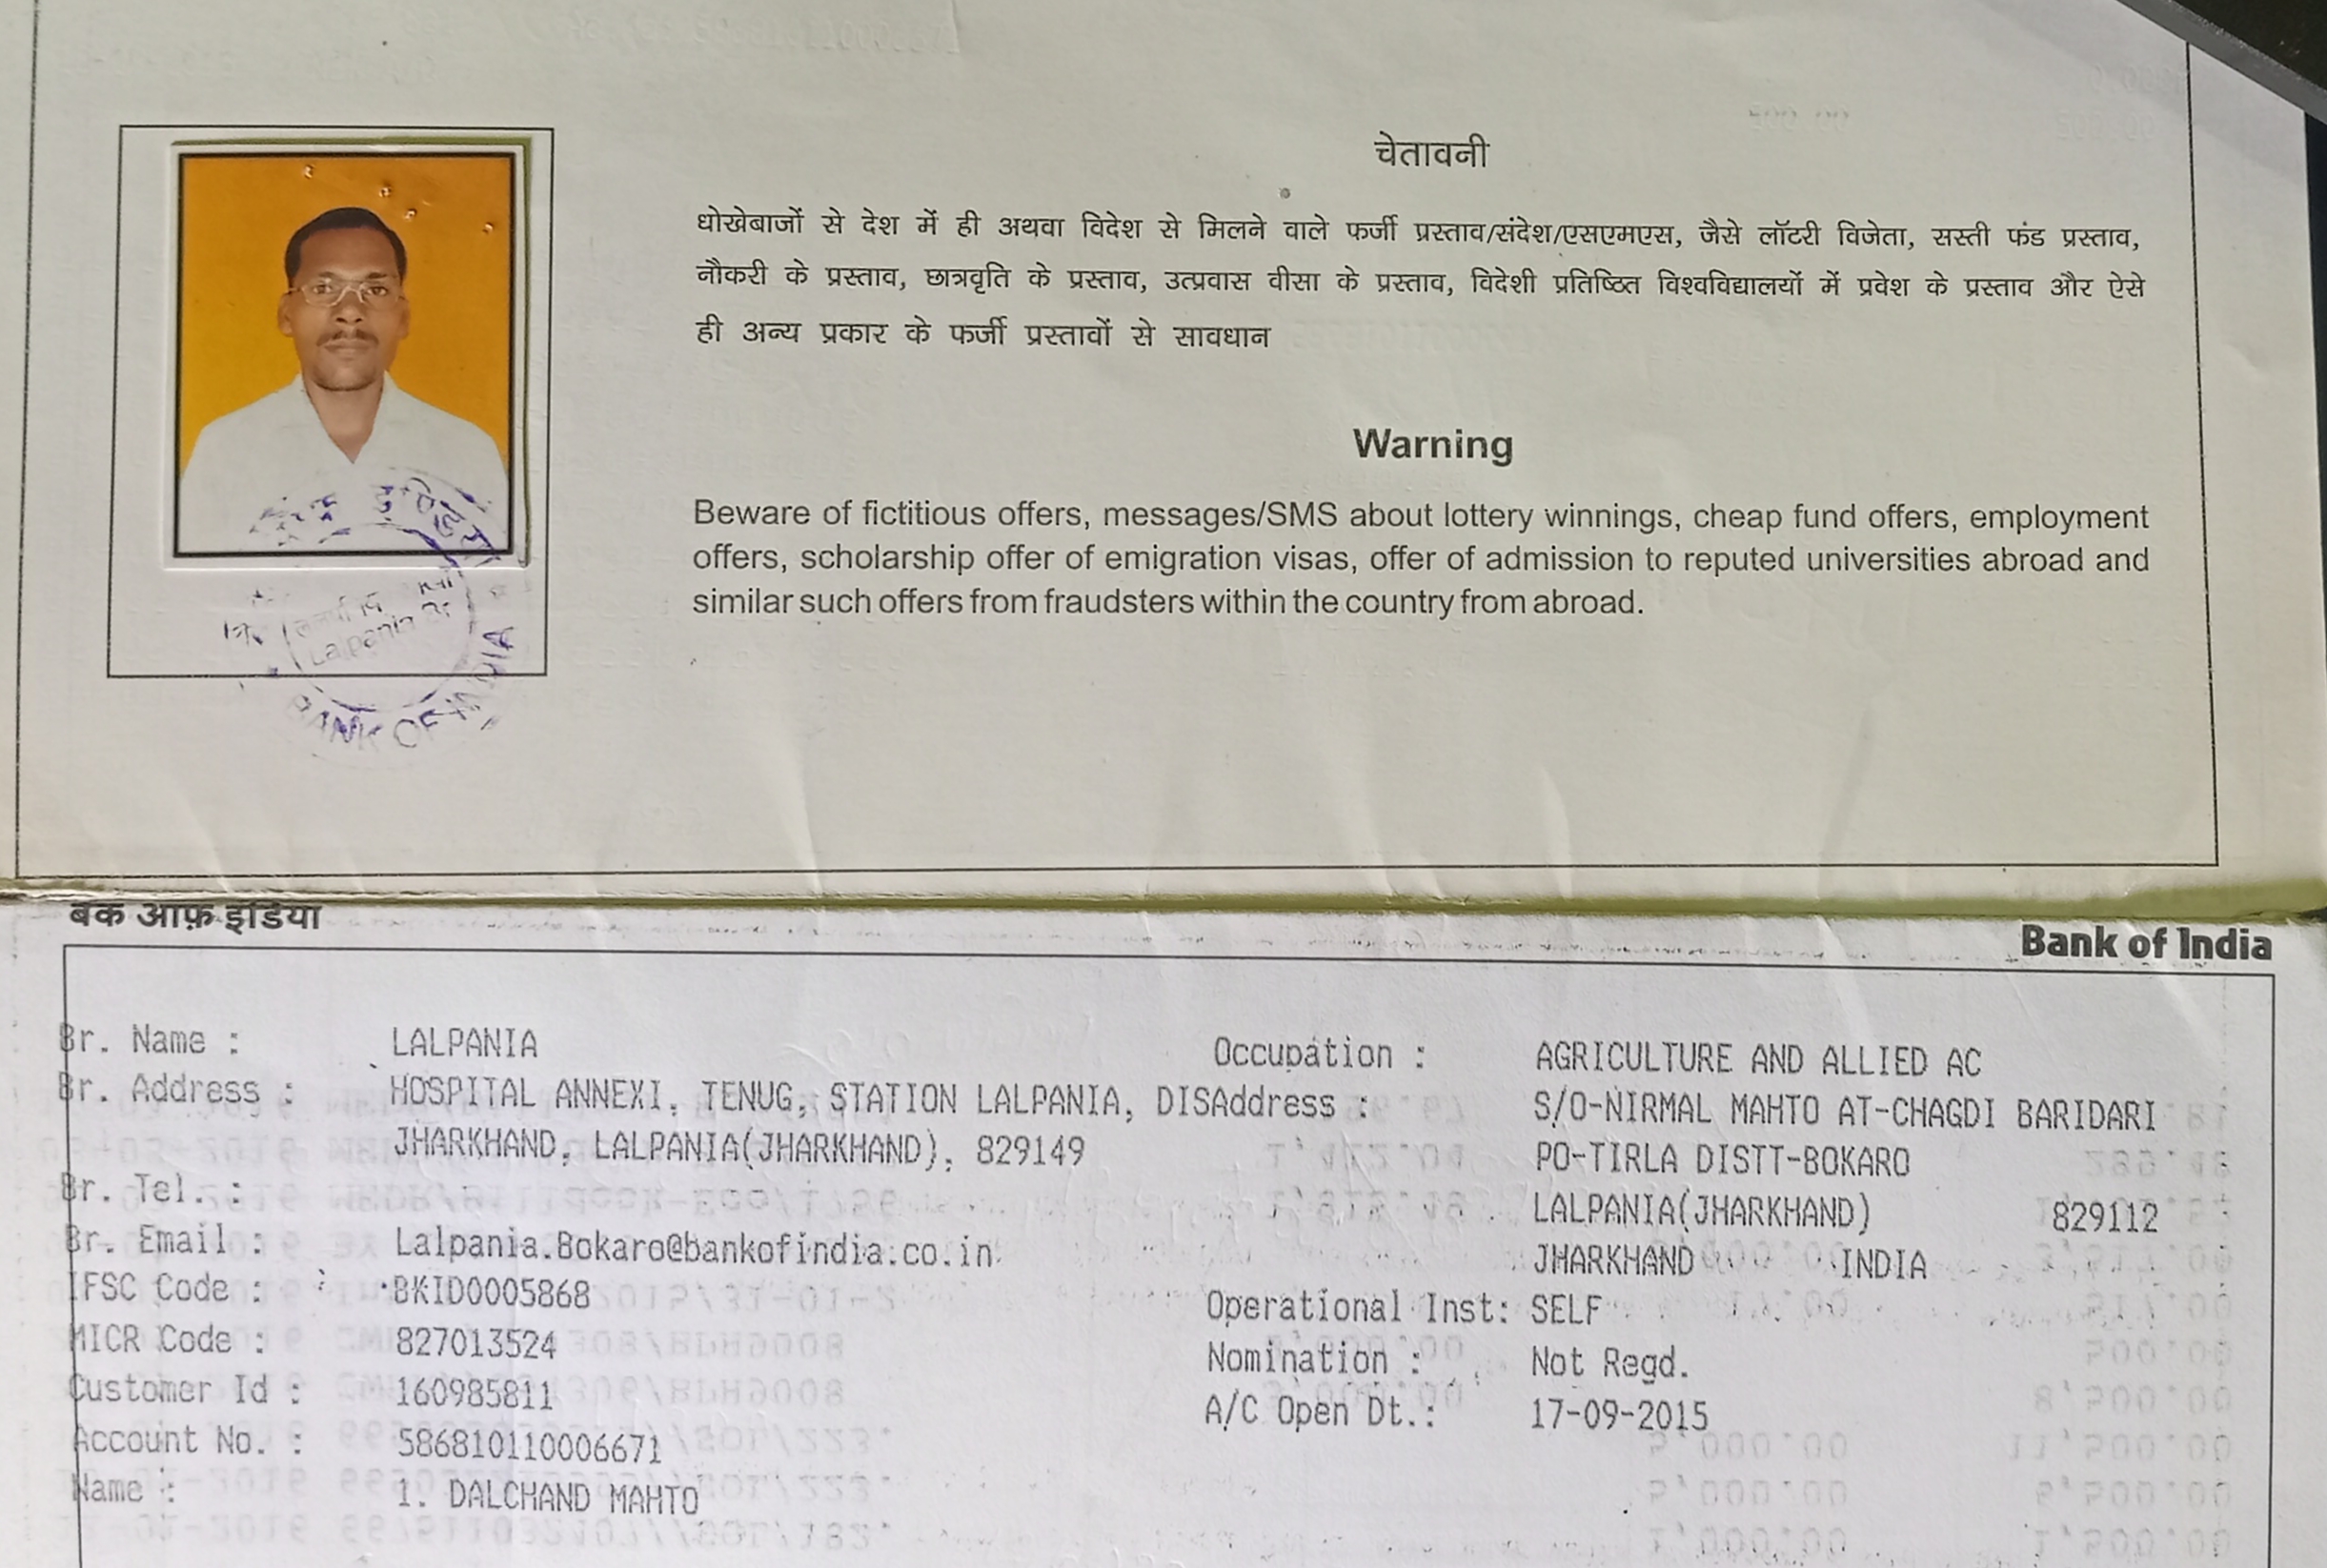 चेतावनी
धोखेबाजों से देश में ही अथवा विदेश से मिलने वाले फर्जी प्रस्ताव/संदेश/एसएमएस, जैसे लॉटरी विजेता, सस्ती फंड प्रस्ताव,
नौकरी के प्रस्ताव, छात्रवृति के प्रस्ताव, उत्प्रवास वीसा के प्रस्ताव, विदेशी प्रतिष्ठित विश्वविद्यालयों में प्रवेश के प्रस्ताव और ऐसे
ही अन्य प्रकार के फर्जी प्रस्तावों से सावधान
Warning
Beware of fictitious offers, messages/SMS about lottery winnings, cheap fund offers, employment
offers, scholarship offer of emigration visas, offer of admission to reputed universities abroad and
similar such offers from fraudsters within the country from abroad.
Lalpania
BANK OF INDIA
बैंक आफ़ इंडिया
Bank of India
Br. Name : LALPANIA
Br. Address : HOSPITAL ANNEXI, TENUG, STATION LALPANIA, DIS
JHARKHAND, LALPANIA(JHARKHAND), 829149
Br. Tel. :
Br. Email : Lalpania.Bokaro@bankofindia.co.in
IFSC Code : BKID0005868
MICR Code : 827013524
Customer Id : 160985811
Account No. : 586810110006671
Name : 1. DALCHAND MAHTO
Occupation : AGRICULTURE AND ALLIED AC
Address : S/O-NIRMAL MAHTO AT-CHAGDI BARIDARI
PO-TIRLA DISTT-BOKARO
LALPANIA(JHARKHAND) 829112
JHARKHAND INDIA
Operational Inst: SELF
Nomination : Not Regd.
A/C Open Dt.: 17-09-2015